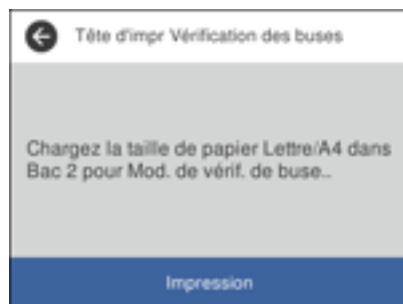 Tête d'impr Vérification des buses
Chargez la taille de papier Lettre/A4 dans
Bac 2 pour Mod. de vérif. de buse..
Impression